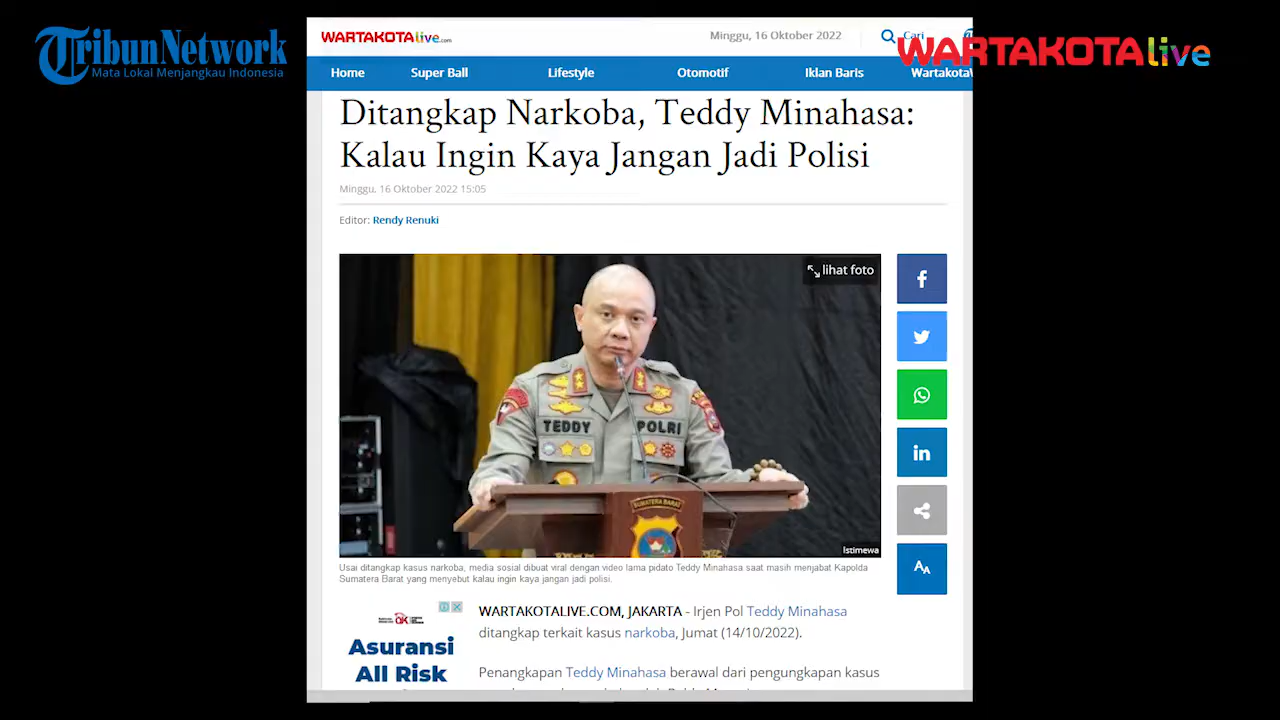 TribunNetwork
Mata Lokal Menjangkau Indonesia
WARTAKOTAlive.com
Minggu, 16 Oktober 2022
Cari
WARTAKOTAlive
Home
Super Ball
Lifestyle
Otomotif
Iklan Baris
Ditangkap Narkoba, Teddy Minahasa:
Kalau Ingin Kaya Jangan Jadi Polisi
Minggu, 16 Oktober 2022 15:05
Editor: Rendy Renuki
lihat foto
TEDDY
POLRI
SUMATERA BARAT
Istimewa
Usai ditangkap kasus narkoba, media sosial dibuat viral dengan video lama pidato Teddy Minahasa saat masih menjabat Kapolda
Sumatera Barat yang menyebut kalau ingin kaya jangan jadi polisi.
Asuransi
All Risk
WARTAKOTALIVE.COM, JAKARTA - Irjen Pol Teddy Minahasa
ditangkap terkait kasus narkoba, Jumat (14/10/2022).
Penangkapan Teddy Minahasa berawal dari pengungkapan kasus